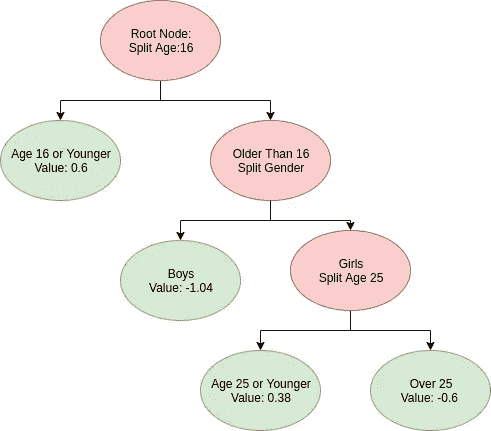 Root Node:
Split Age:16
Age 16 or Younger
Value: 0.6
Older Than 16
Split Gender
Boys
Value: -1.04
Girls
Split Age 25
Age 25 or Younger
Value: 0.38
Over 25
Value: -0.6